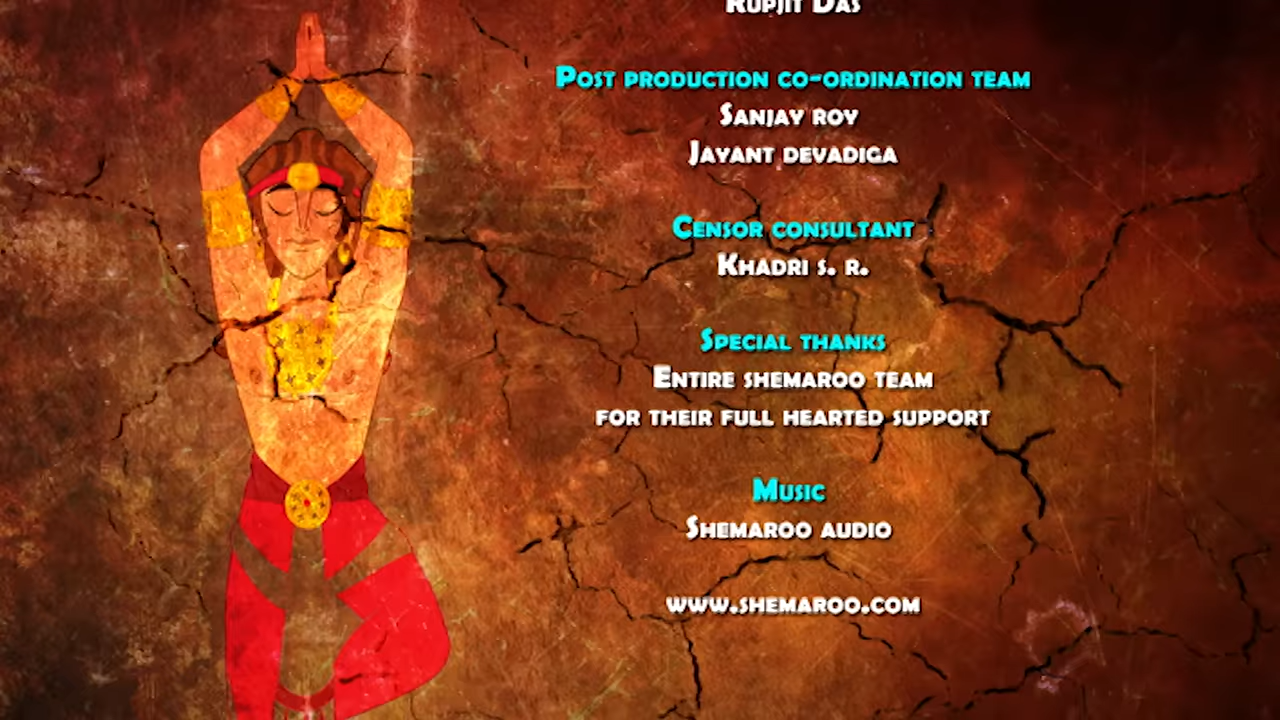 Rupjit Das
Post production co-ordination team
Sanjay roy
Jayant devadiga
Censor consultant
Khadri s. r.
Special thanks
Entire shemaroo team
for their full hearted support
Music
Shemaroo audio
www.shemaroo.com